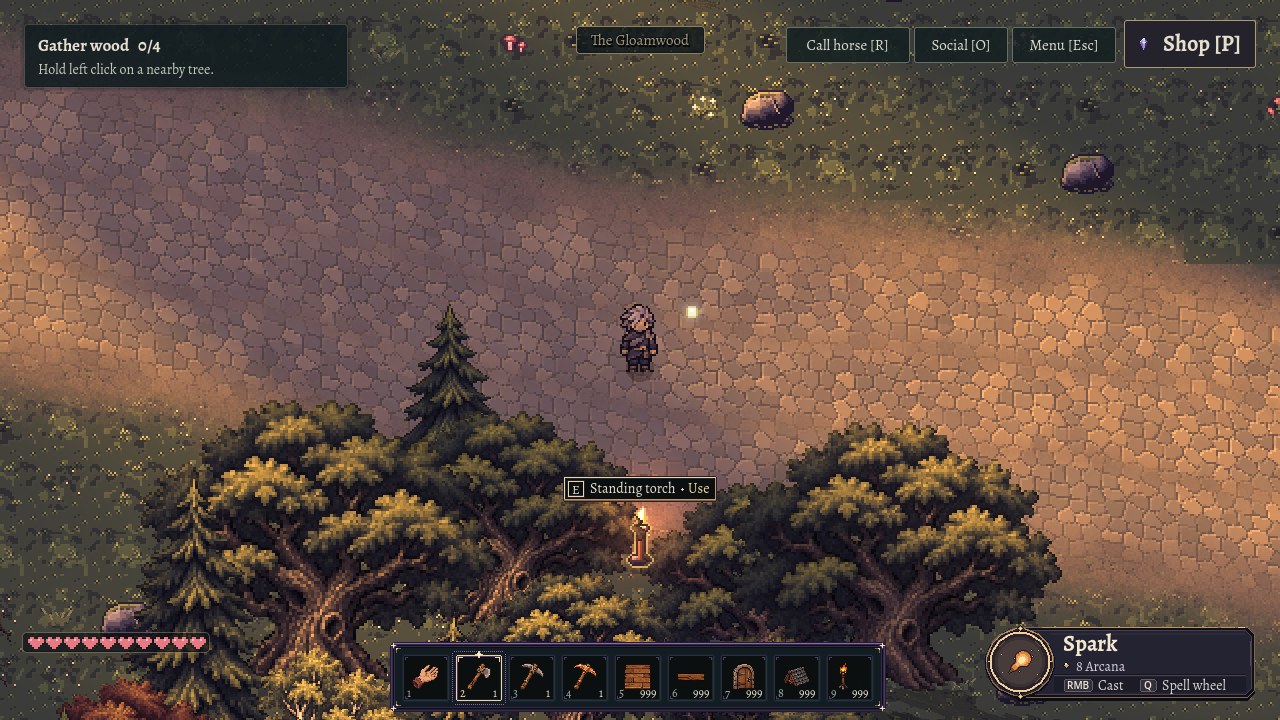 Gather wood 0/4
Hold left click on a nearby tree.
The Gloamwood
Call horse [R]
Social [O]
Menu [Esc]
Shop [P]
E Standing torch • Use
1
2 1
3 1
4 1
5 999
6 999
7 999
8 999
9 999
Spark
8 Arcana
RMB Cast Q Spell wheel